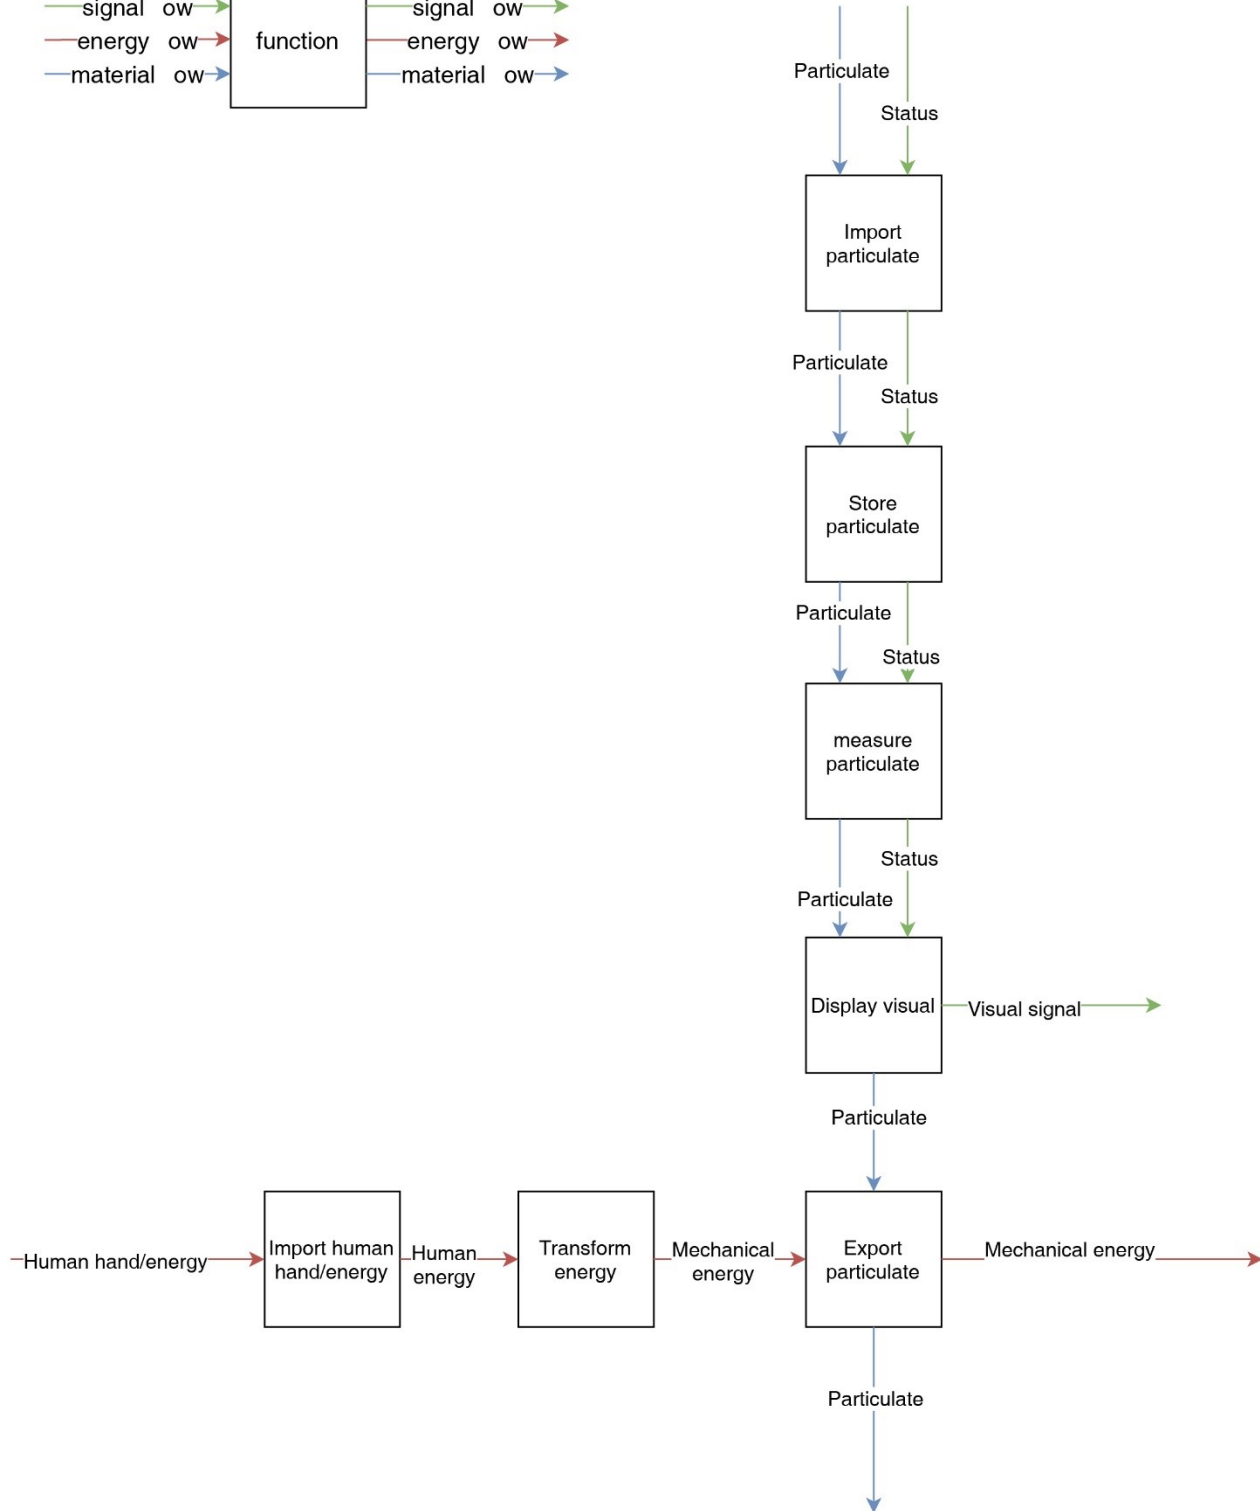 signal ow
signal ow
energy ow
function
energy ow
material ow
material ow
Particulate
Status
Import
particulate
Particulate
Status
Store
particulate
Particulate
Status
measure
particulate
Status
Particulate
Display visual
Visual signal
Particulate
Human hand/energy
Import human
hand/energy
Human
energy
Transform
energy
Mechanical
energy
Export
particulate
Mechanical energy
Particulate